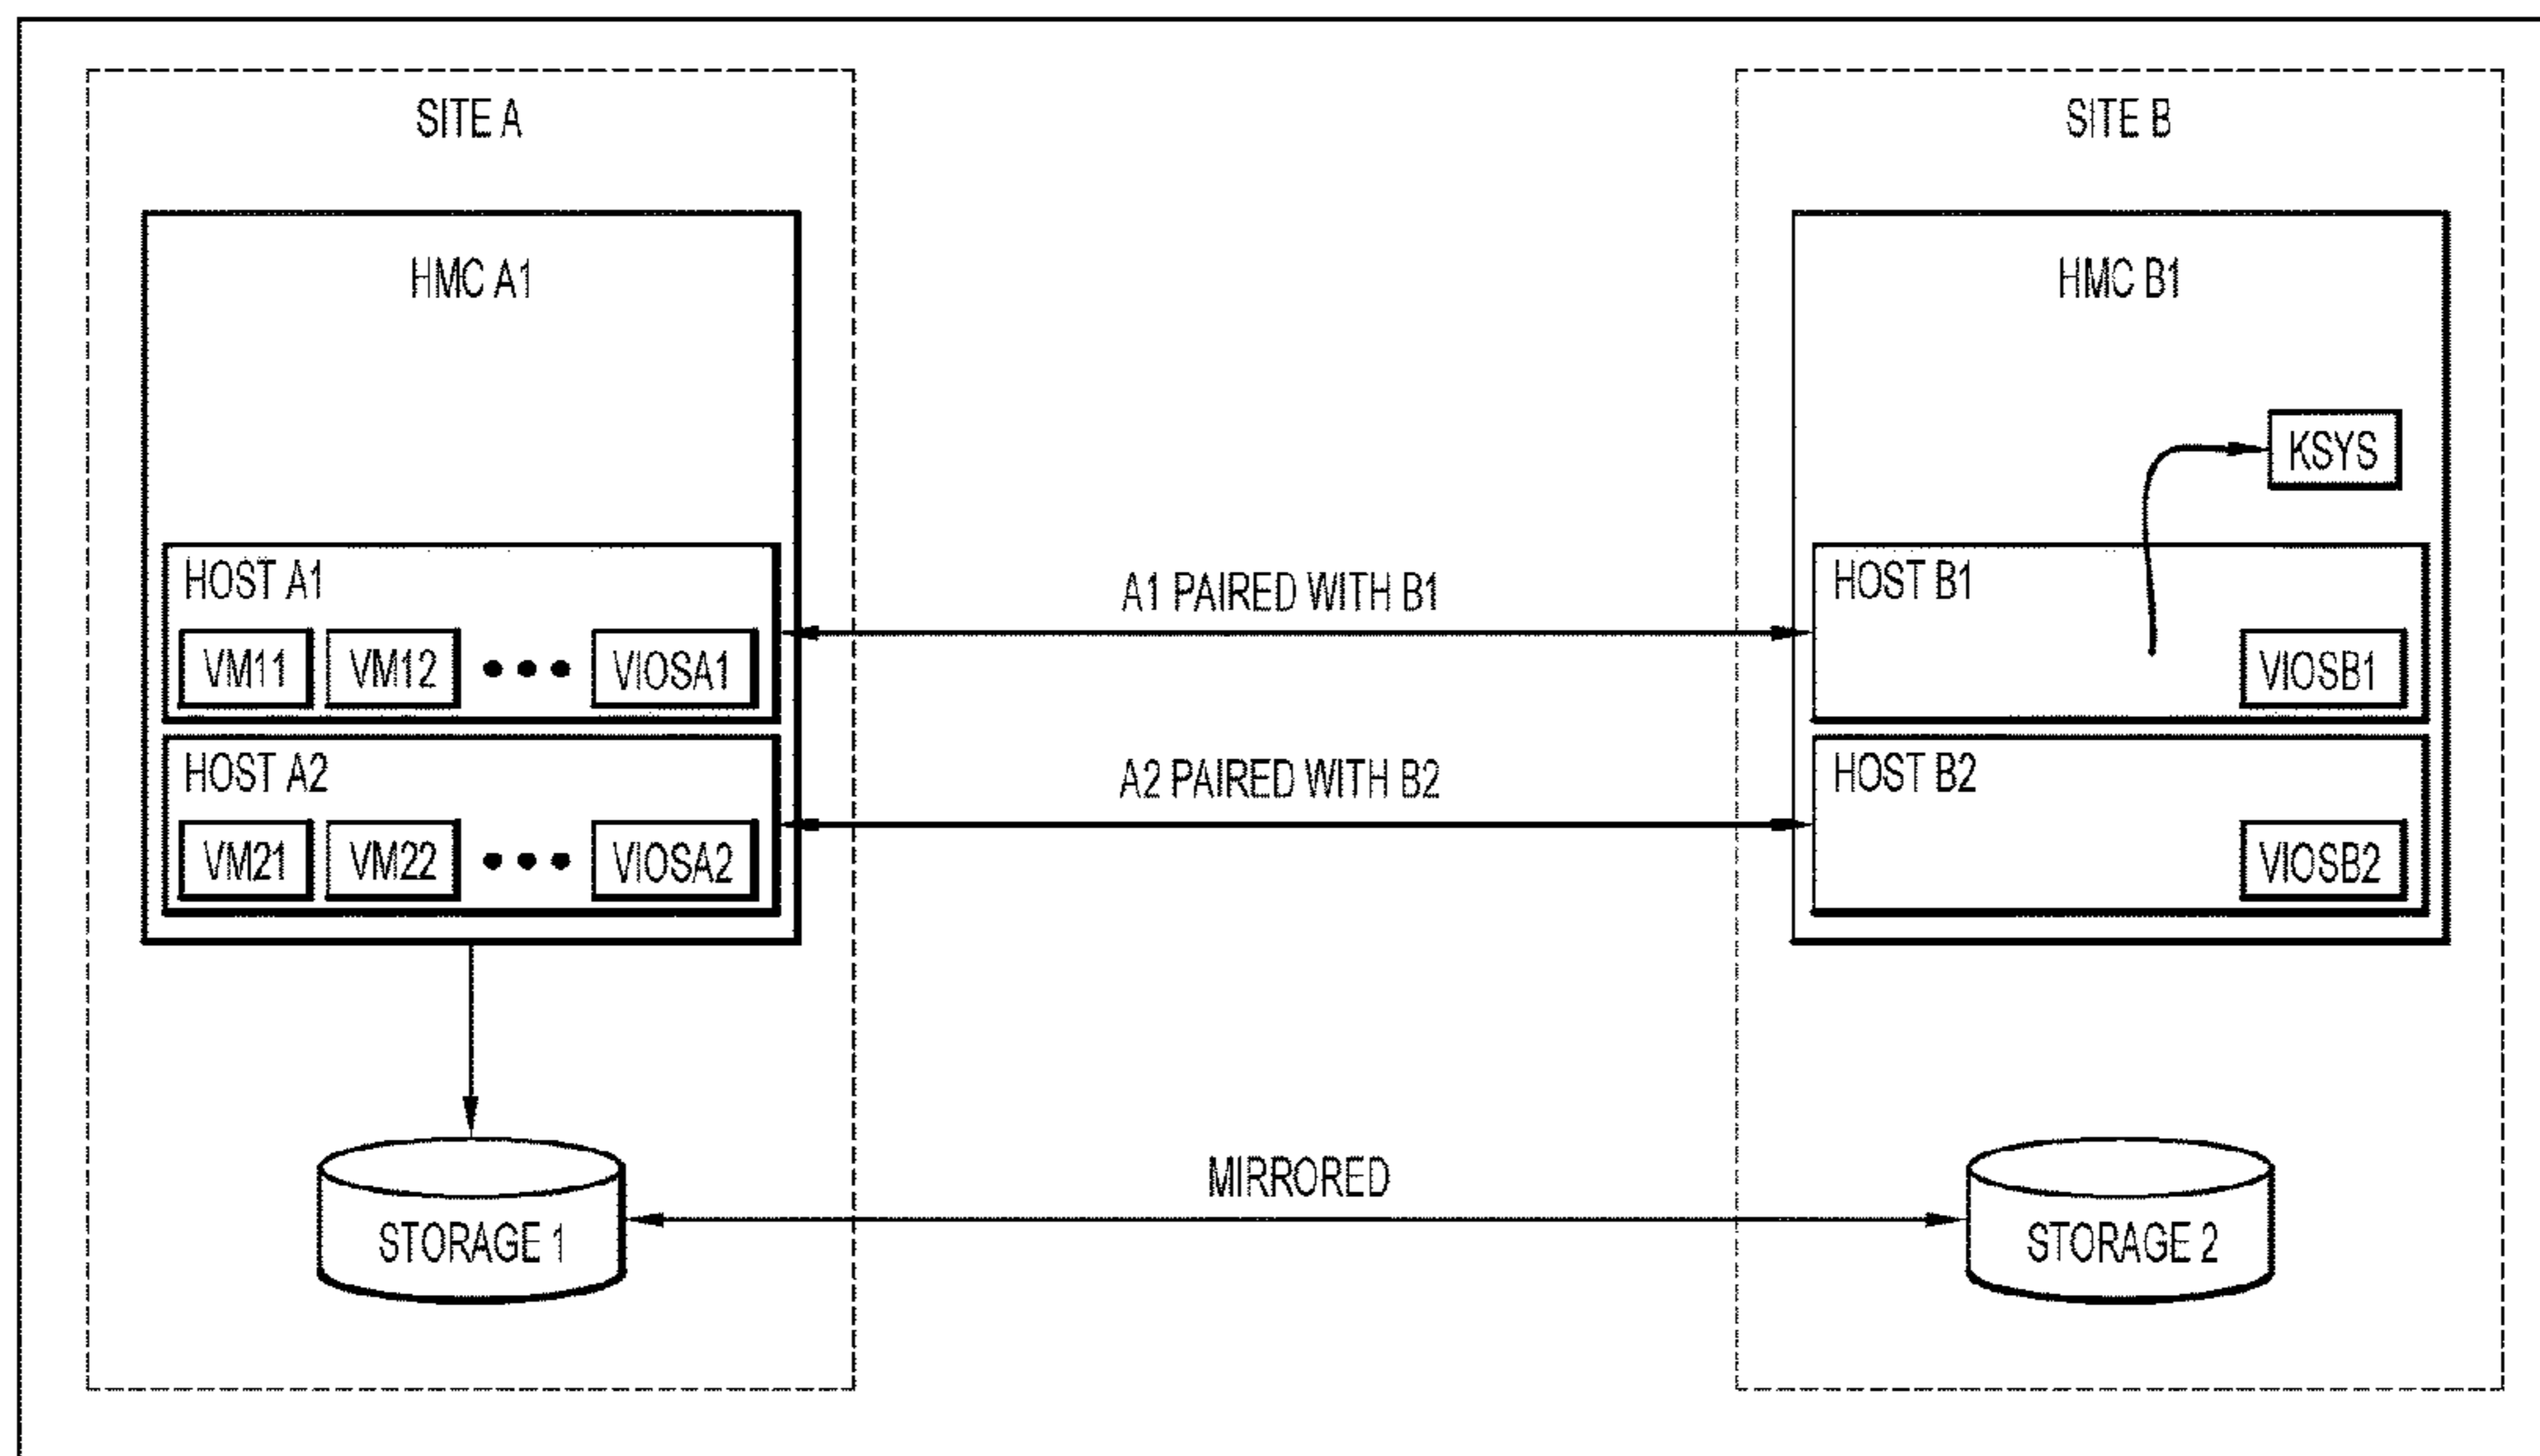 SITE A
HMC A1
HOST A1
VM11 VM12 ••• VIOSA1
HOST A2
VM21 VM22 ••• VIOSA2
STORAGE 1
A1 PAIRED WITH B1
A2 PAIRED WITH B2
MIRRORED
SITE B
HMC B1
KSYS
HOST B1
VIOSB1
HOST B2
VIOSB2
STORAGE 2